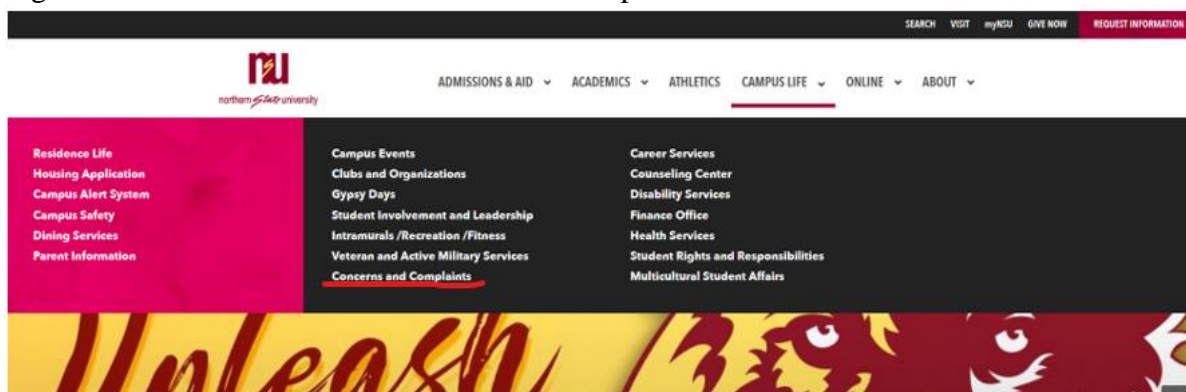 SEARCH VISIT myNSU GIVE NOW REQUEST INFORMATION
nsu
northern State university
ADMISSIONS & AID ACADEMICS ATHLETICS CAMPUS LIFE ONLINE ABOUT
Residence Life
Housing Application
Campus Alert System
Campus Safety
Dining Services
Parent Information
Campus Events
Clubs and Organizations
Gypsy Days
Student Involvement and Leadership
Intramurals /Recreation /Fitness
Veteran and Active Military Services
Concerns and Complaints
Career Services
Counseling Center
Disability Services
Finance Office
Health Services
Student Rights and Responsibilities
Multicultural Student Affairs
Unleash